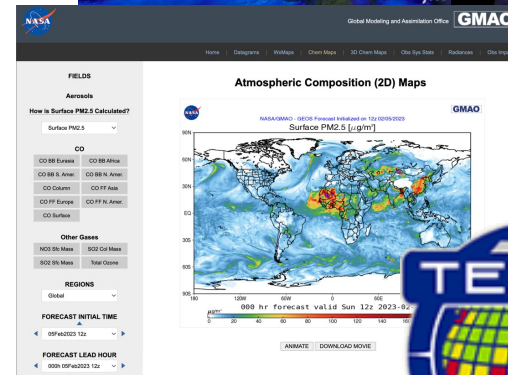 NASA
Global Modeling and Assimilation Office
GMAO
Home | Datagrams | WxMaps | Chem Maps | 3D Chem Maps | Obs Sys Stats | Radiances | Obs Imp
FIELDS
Aerosols
How is Surface PM2.5 Calculated?
Surface PM2.5
CO
CO BB Eurasia
CO BB Africa
CO BB S. Amer.
CO BB N. Amer.
CO Column
CO FF Asia
CO FF Europe
CO FF N. Amer.
CO Surface
Other Gases
NO3 Sfc Mass
SO2 Col Mass
SO2 Sfc Mass
Total Ozone
REGIONS
Global
FORECAST INITIAL TIME
05Feb2023 12z
FORECAST LEAD HOUR
000h 05Feb2023 12z
Atmospheric Composition (2D) Maps
NASA
GMAO
NASA/GMAO - GEOS Forecast Initialized on 12z 02/05/2023
Surface PM2.5 [μg/m³]
90N
60N
30N
EQ
30S
60S
90S
180 120W 60W 0 60E
000 hr forecast valid Sun 12z 2023-02
μg/m³
0 20 40 60 80 100 120 140 160
ANIMATE
DOWNLOAD MOVIE
TE